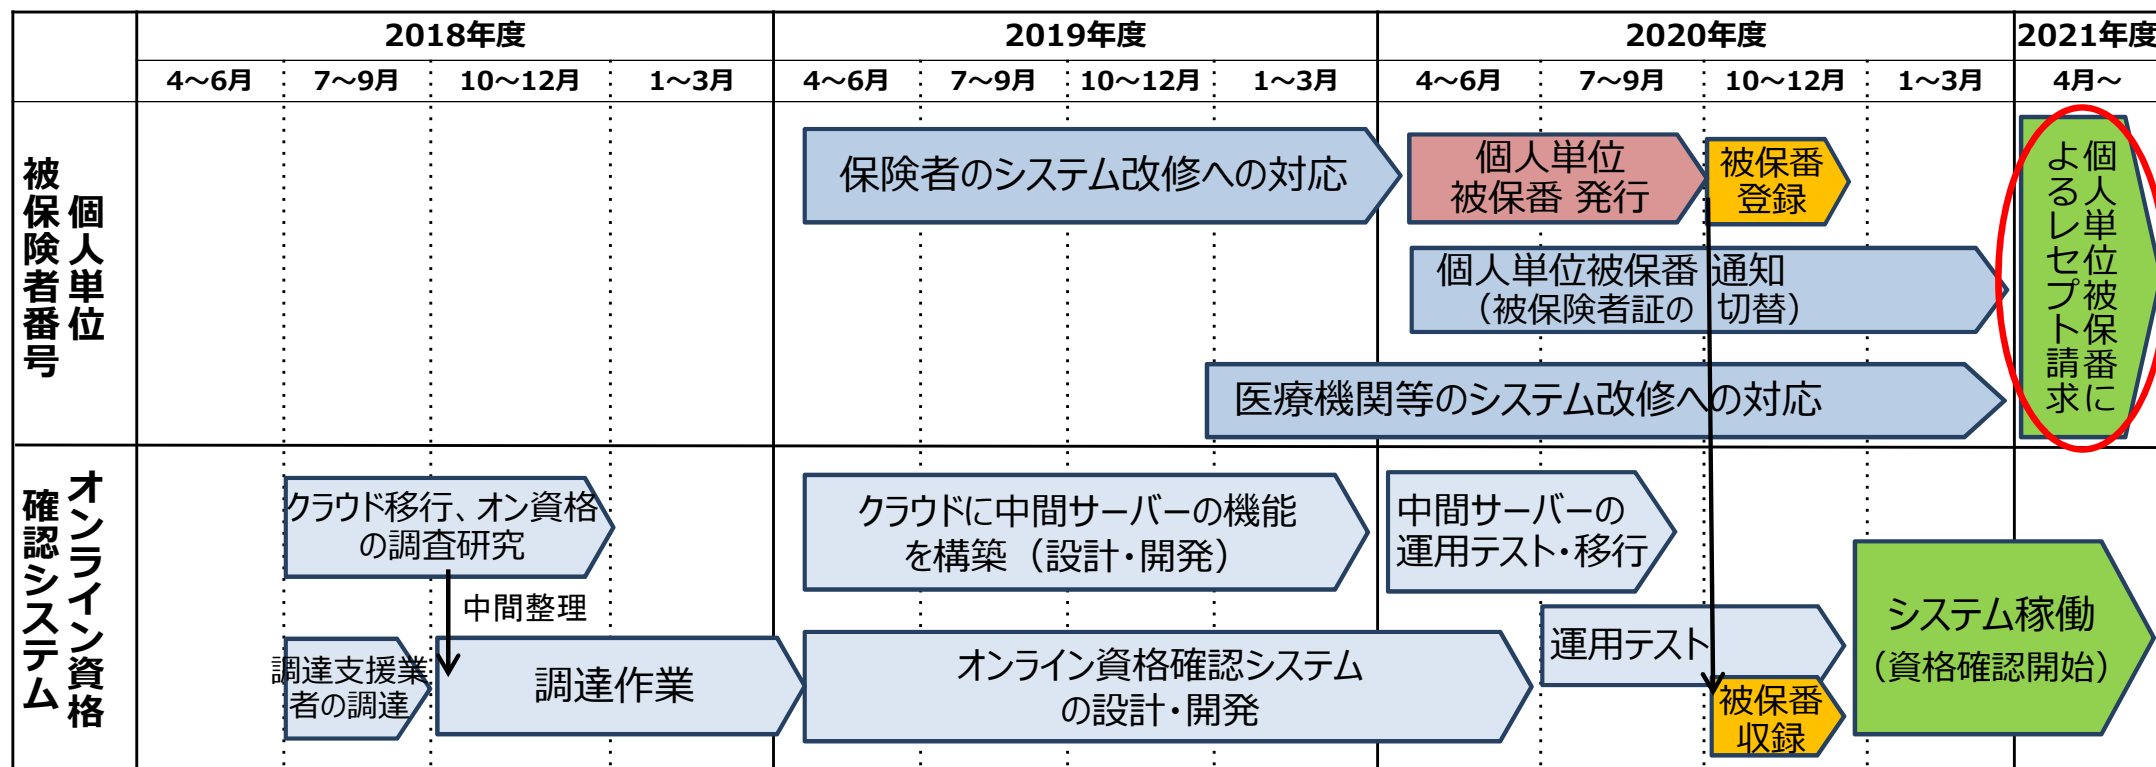 2018年度
2019年度
2020年度
2021年度
4～6月
7～9月
10～12月
1～3月
4～6月
7～9月
10～12月
1～3月
4～6月
7～9月
10～12月
1～3月
4月～
個人単位
被保険者番号
保険者のシステム改修への対応
個人単位
被保番 発行
被保番
登録
個人単位被保番 通知
（被保険者証の 切替）
医療機関等のシステム改修への対応
個人単位被保番に
よるレセプト請求
オンライン資格
確認システム
クラウド移行、オン資格
の調査研究
中間整理
調達支援業
者の調達
調達作業
クラウドに中間サーバーの機能
を構築（設計・開発）
オンライン資格確認システム
の設計・開発
中間サーバーの
運用テスト・移行
運用テスト
被保番
収録
システム稼働
（資格確認開始）